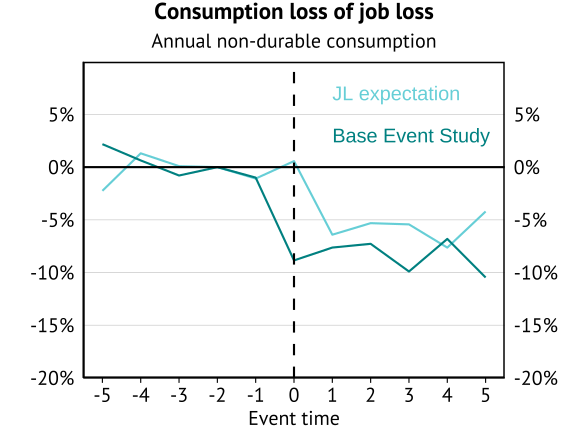 Consumption loss of job loss
Annual non-durable consumption
JL expectation
Base Event Study
5% 5%
0% 0%
-5% -5%
-10% -10%
-15% -15%
-20% -20%
-5 -4 -3 -2 -1 0 1 2 3 4 5
Event time